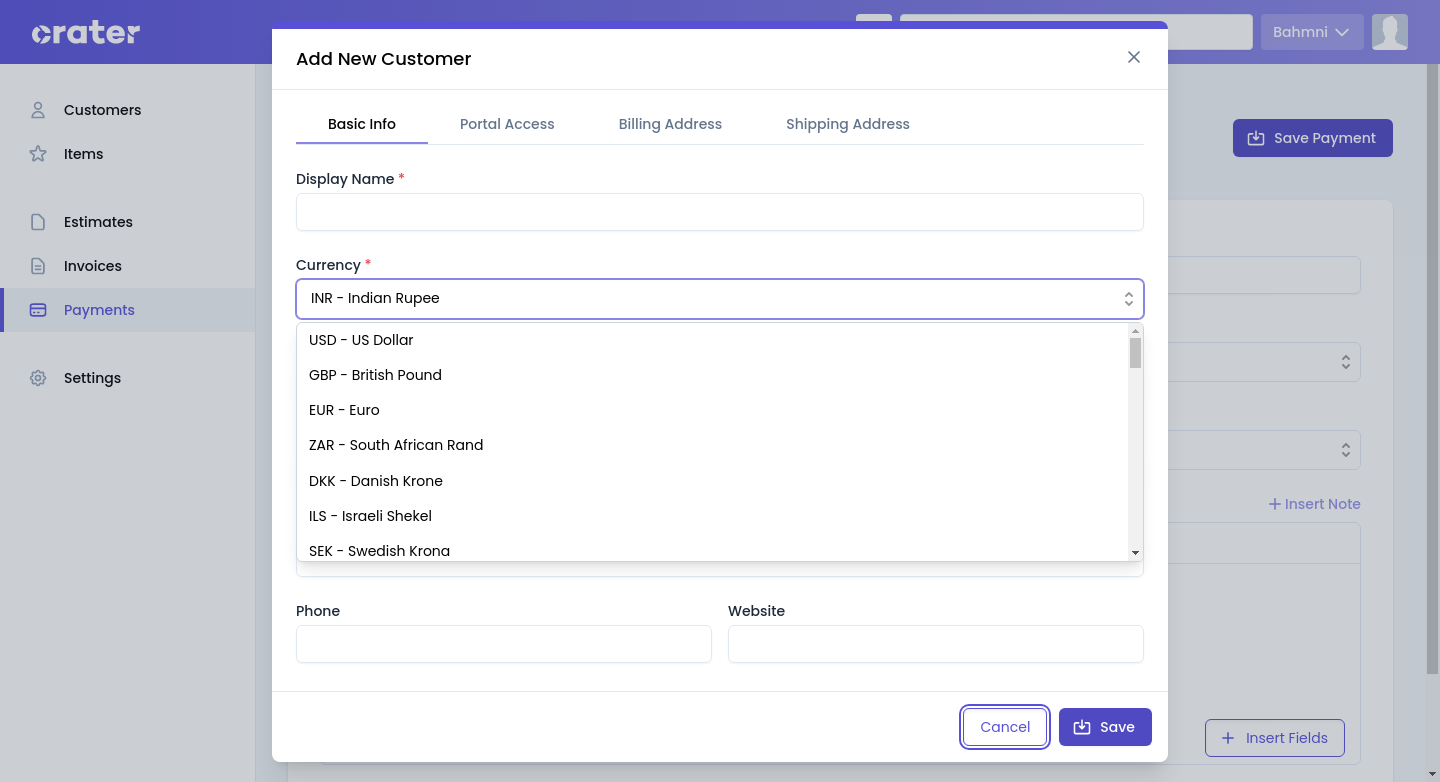 crater
Bahmni
Add New Customer
Customers
Items
Estimates
Invoices
Payments
Settings
Basic Info
Portal Access
Billing Address
Shipping Address
Save Payment
Display Name *
Currency *
INR - Indian Rupee
USD - US Dollar
GBP - British Pound
EUR - Euro
ZAR - South African Rand
DKK - Danish Krone
ILS - Israeli Shekel
SEK - Swedish Krona
Insert Note
Phone
Website
Cancel
Save
Insert Fields